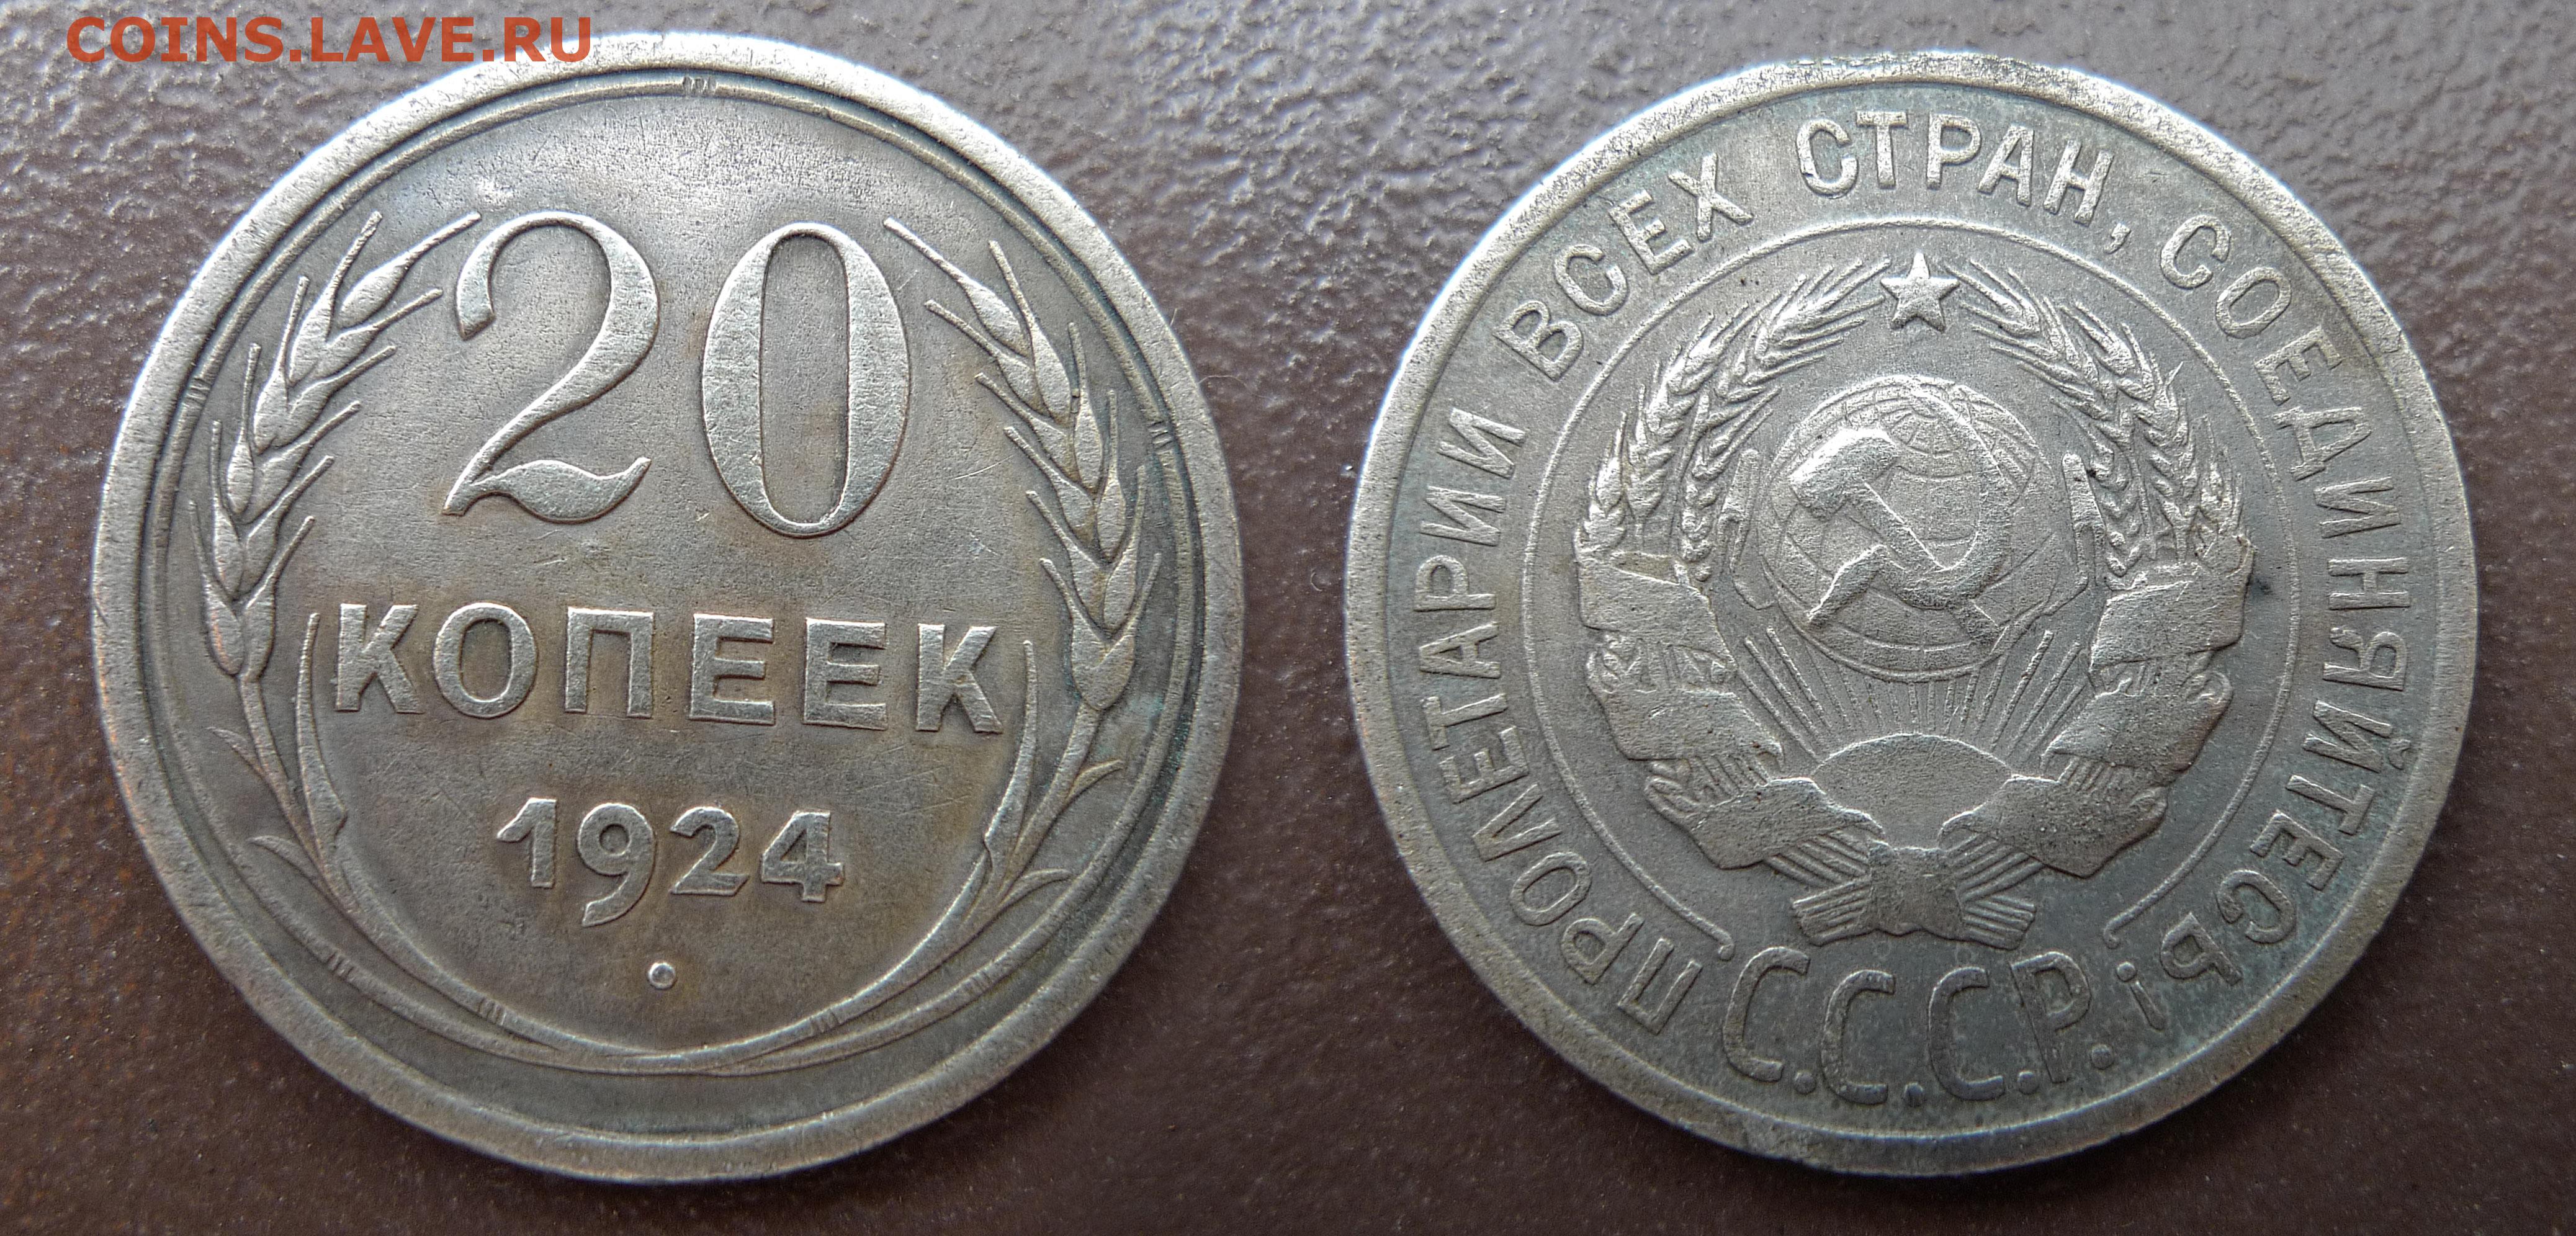 COINS.LAVE.RU
20
КОПЕЕК
1924
ПРОЛЕТАРИИ ВСЕХ СТРАН, СОЕДИНЯЙТЕСЬ!
С.С.С.Р.